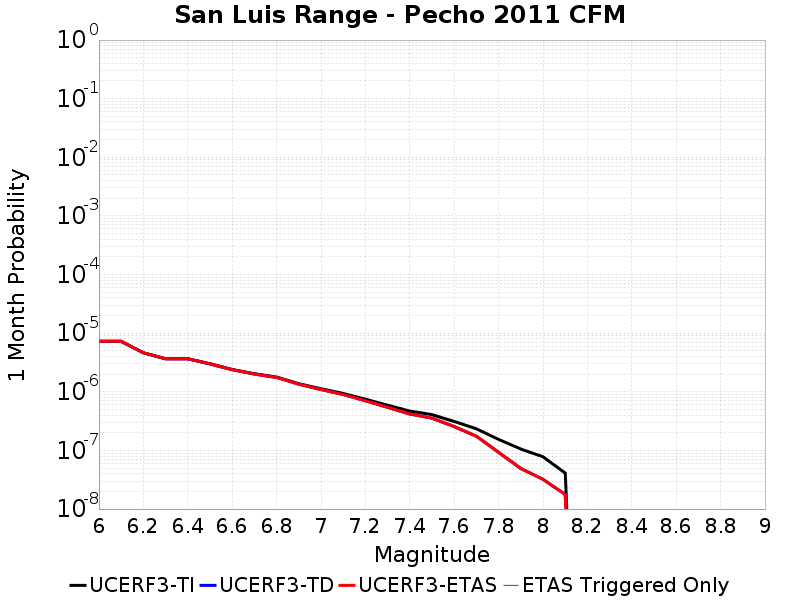 San Luis Range - Pecho 2011 CFM
1 Month Probability
10^0
10^-1
10^-2
10^-3
10^-4
10^-5
10^-6
10^-7
10^-8
6 6.2 6.4 6.6 6.8 7 7.2 7.4 7.6 7.8 8 8.2 8.4 8.6 8.8 9
Magnitude
UCERF3-TI UCERF3-TD UCERF3-ETAS ETAS Triggered Only